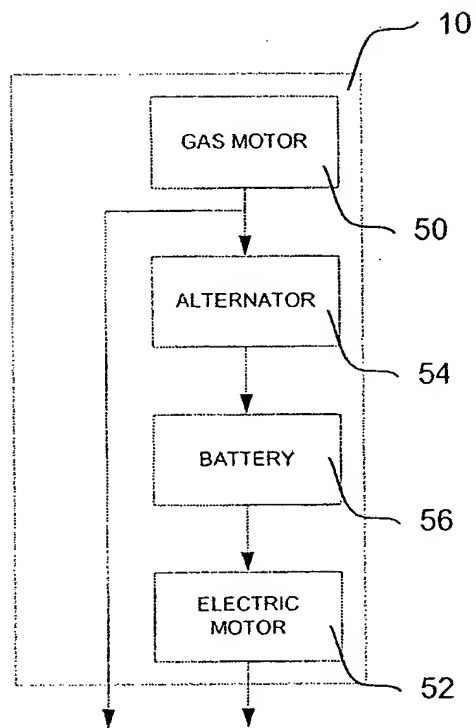 10
GAS MOTOR
50
ALTERNATOR
54
BATTERY
56
ELECTRIC
MOTOR
52